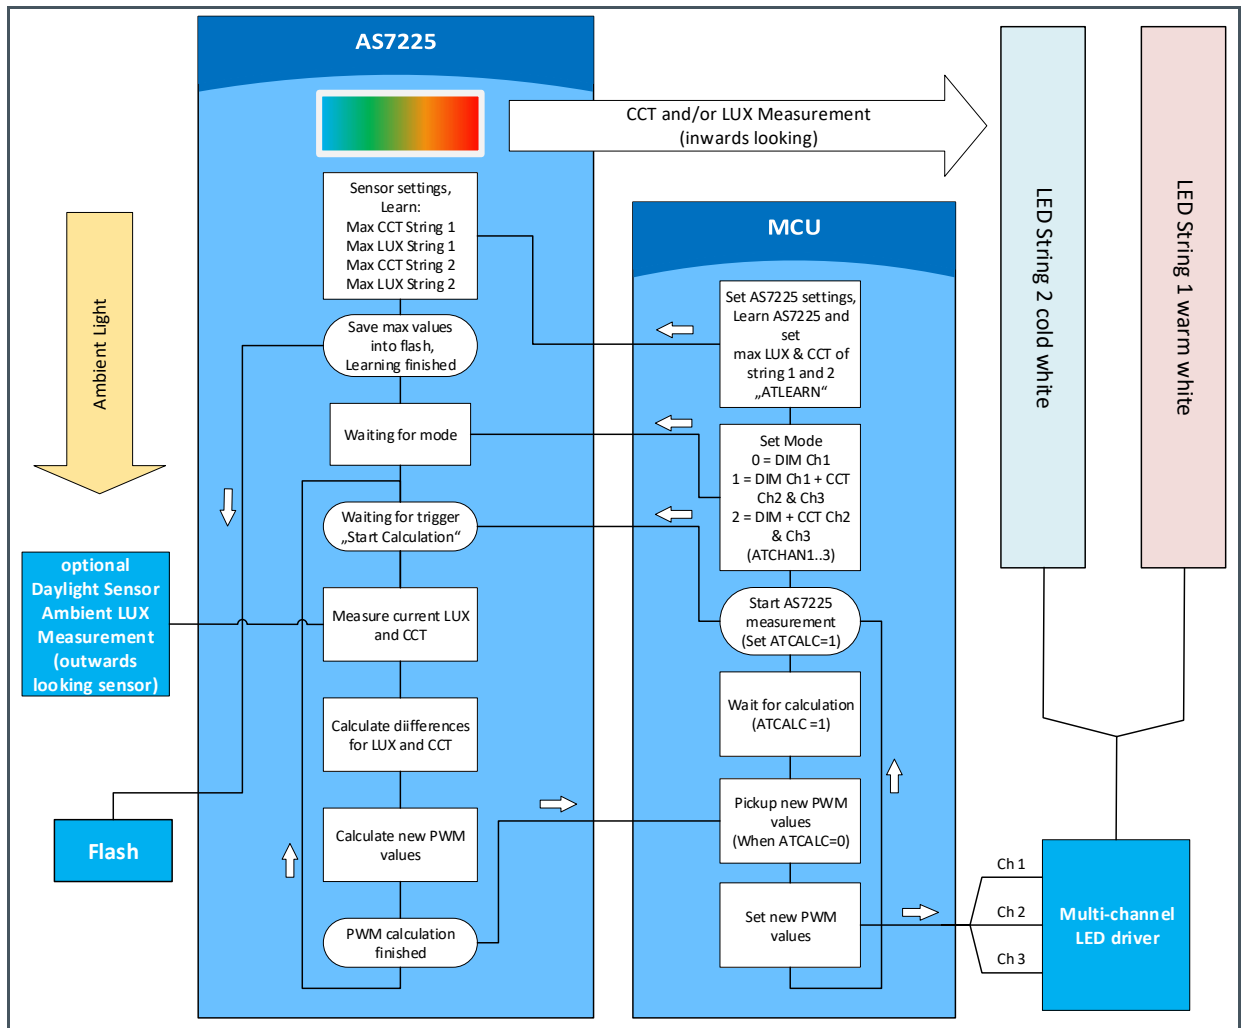 AS7225
CCT and/or LUX Measurement
(inwards looking)
Sensor settings,
Learn:
Max CCT String 1
Max LUX String 1
Max CCT String 2
Max LUX String 2
Save max values
into flash,
Learning finished
Waiting for mode
Waiting for trigger
„Start Calculation“
Measure current LUX
and CCT
Calculate diifferences
for LUX and CCT
Calculate new PWM
values
PWM calculation
finished
Ambient Light
optional
Daylight Sensor
Ambient LUX
Measurement
(outwards
looking sensor)
Flash
MCU
Set AS7225 settings,
Learn AS7225 and
set
max LUX & CCT of
string 1 and 2
„ATLEARN“
Set Mode
0 = DIM Ch1
1 = DIM Ch1 + CCT
Ch2 & Ch3
2 = DIM + CCT Ch2
& Ch3
(ATCHAN1..3)
Start AS7225
measurement
(Set ATCALC=1)
Wait for calculation
(ATCALC =1)
Pickup new PWM
values
(When ATCALC=0)
Set new PWM
values
LED String 2 cold white
LED String 1 warm white
Ch 1
Ch 2
Ch 3
Multi-channel
LED driver